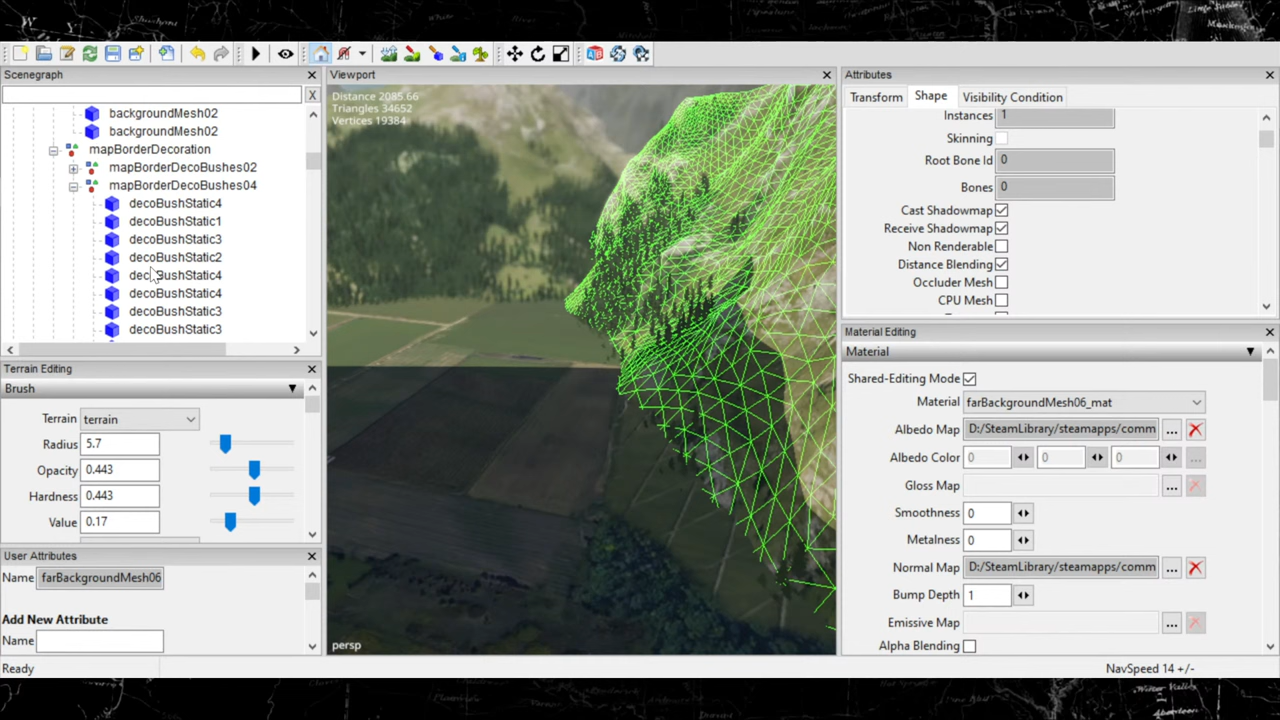 Scenegraph
X
backgroundMesh02
backgroundMesh02
mapBorderDecoration
mapBorderDecoBushes02
mapBorderDecoBushes04
decoBushStatic4
decoBushStatic1
decoBushStatic3
decoBushStatic2
decoBushStatic4
decoBushStatic4
decoBushStatic3
decoBushStatic3
Terrain Editing
Brush
Terrain terrain
Radius 5.7
Opacity 0.443
Hardness 0.443
Value 0.17
User Attributes
Name farBackgroundMesh06
Add New Attribute
Name
Ready
Viewport
Distance 2085.66
Triangles 34652
Vertices 19384
persp
Attributes
Transform Shape Visibility Condition
Instances 1
Skinning
Root Bone Id 0
Bones 0
Cast Shadowmap
Receive Shadowmap
Non Renderable
Distance Blending
Occluder Mesh
CPU Mesh
Material Editing
Material
Shared-Editing Mode
Material farBackgroundMesh06_mat
Albedo Map D:/SteamLibrary/steamapps/comm ...
Albedo Color 0 0 0 ...
Gloss Map ...
Smoothness 0
Metalness 0
Normal Map D:/SteamLibrary/steamapps/comm ...
Bump Depth 1
Emissive Map ...
Alpha Blending
NavSpeed 14 +/-